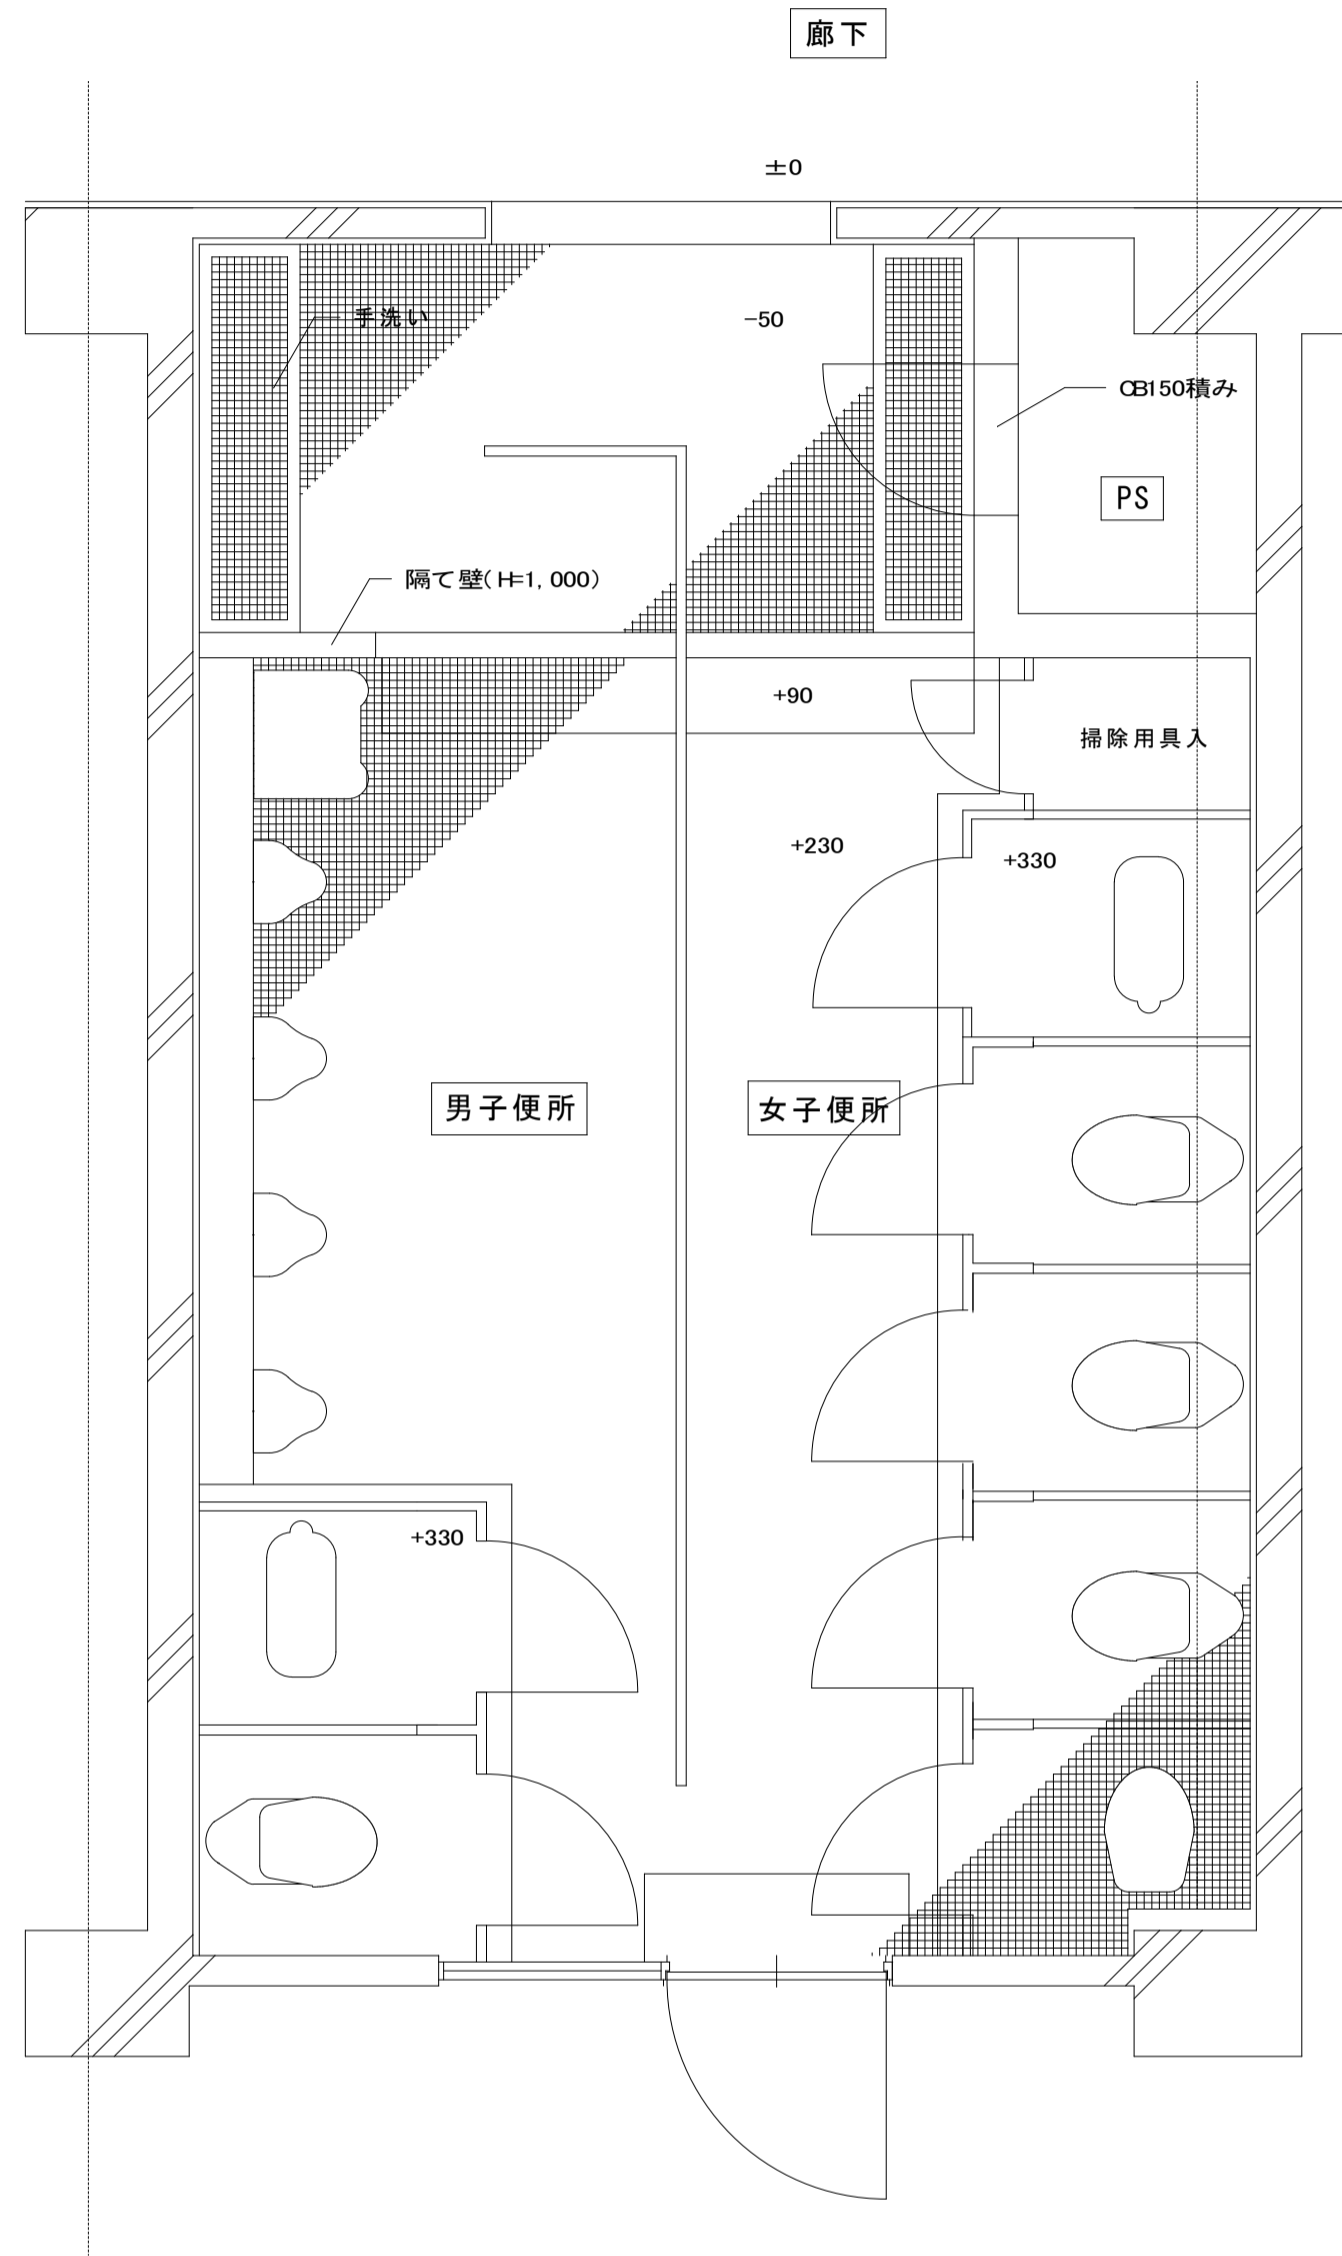 廊下
±0
手洗い
-50
CB150積み
PS
隔て壁(H=1,000)
+90
掃除用具入
+230
+330
男子便所
女子便所
+330